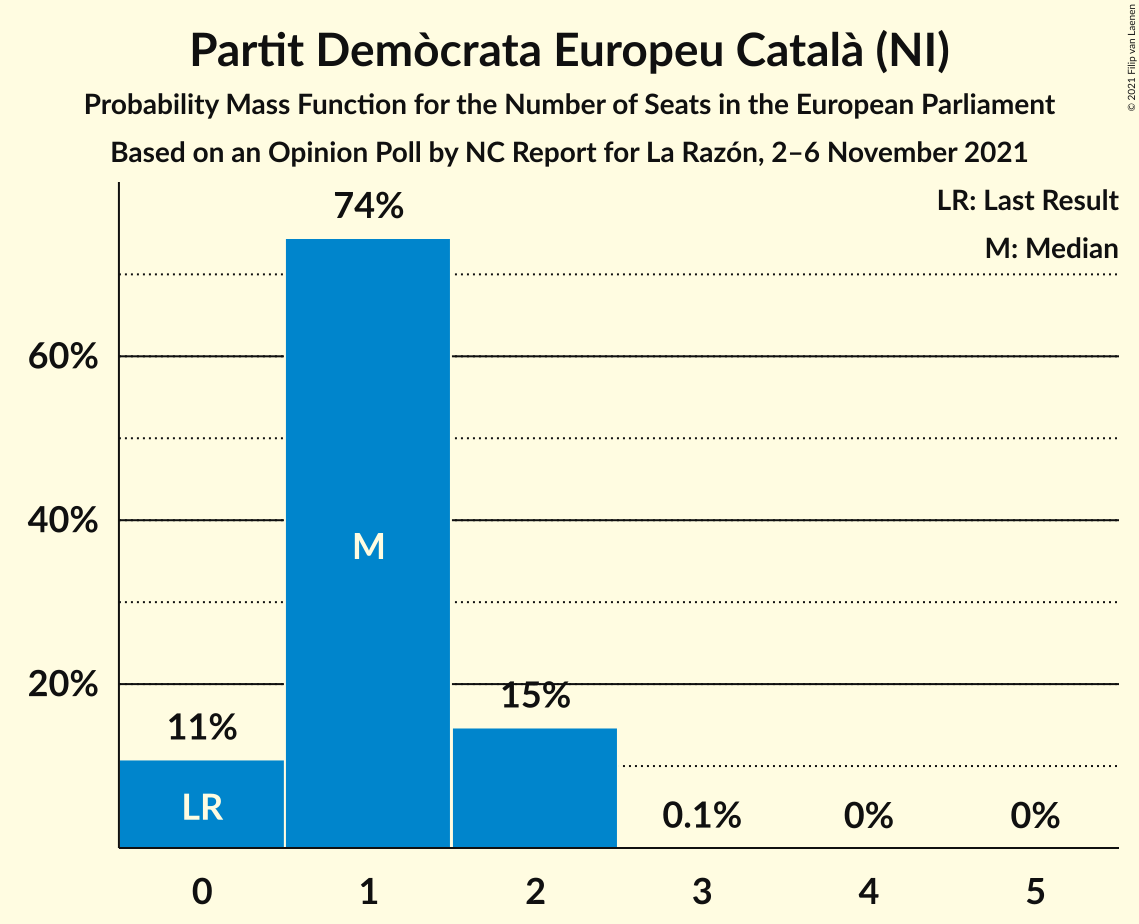 Partit Demòcrata Europeu Català (NI)
Probability Mass Function for the Number of Seats in the European Parliament
Based on an Opinion Poll by NC Report for La Razón, 2–6 November 2021
© 2021 Filip van Laenen
LR: Last Result
M: Median
74%
60%
40%
M
20%
15%
11%
LR
0.1%
0%
0%
0
1
2
3
4
5